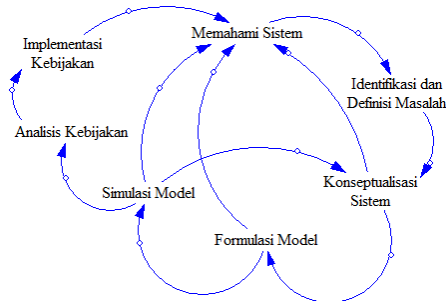 Memahami Sistem
Implementasi
Kebijakan
Identifikasi dan
Definisi Masalah
Analisis Kebijakan
Konseptualisasi
Sistem
Simulasi Model
Formulasi Model